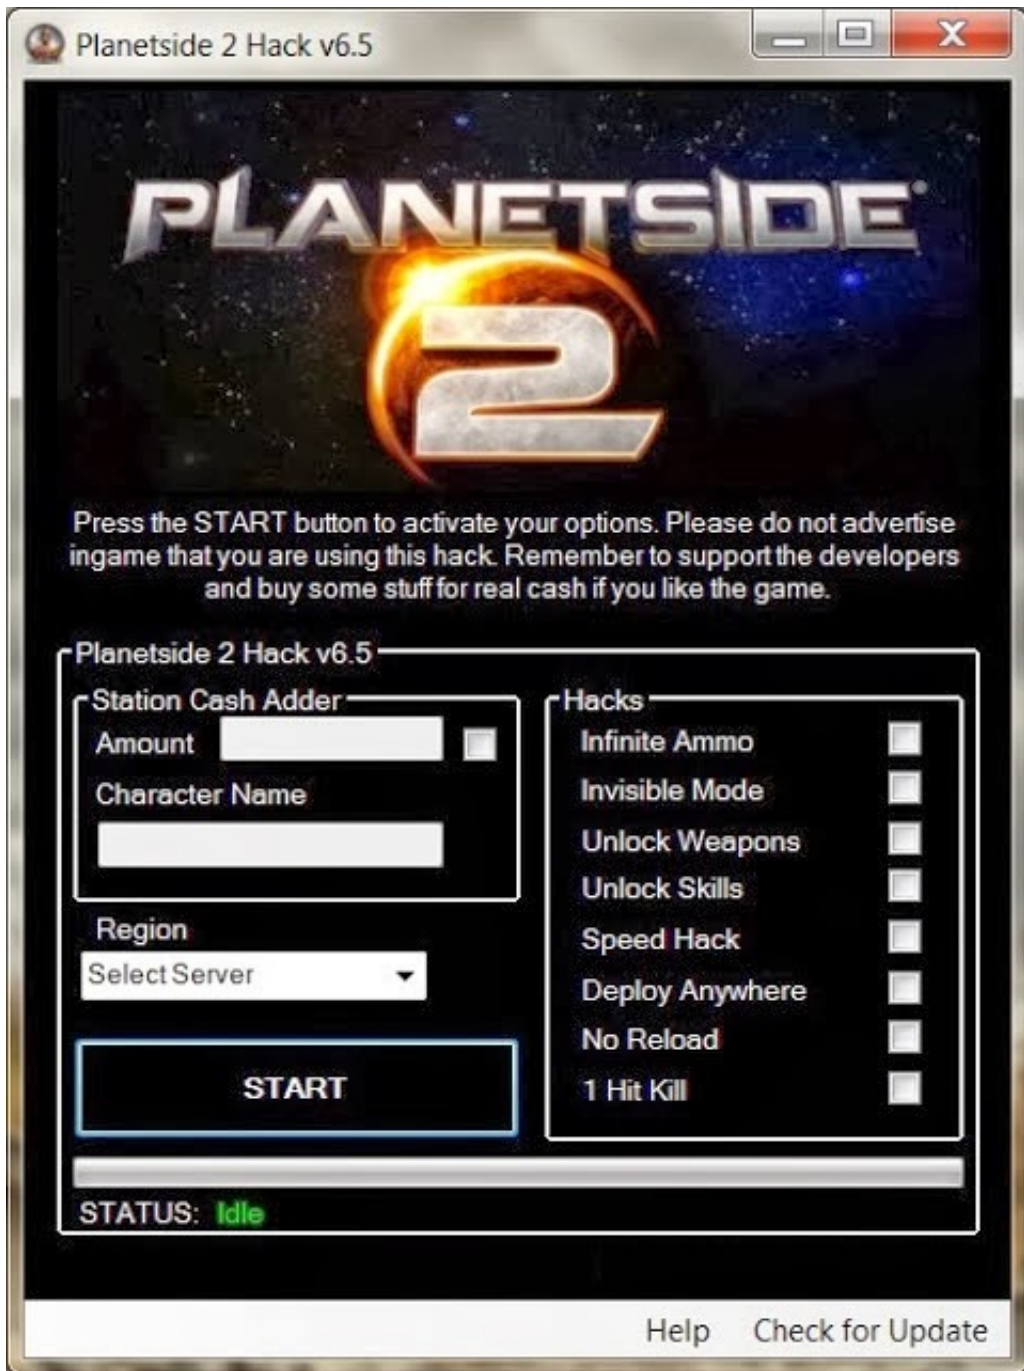 Planetside 2 Hack v6.5
PLANETSIDE
2
Press the START button to activate your options. Please do not advertise
ingame that you are using this hack. Remember to support the developers
and buy some stuff for real cash if you like the game.
Planetside 2 Hack v6.5
Station Cash Adder
Amount
Character Name
Region
Select Server
START
Hacks
Infinite Ammo
Invisible Mode
Unlock Weapons
Unlock Skills
Speed Hack
Deploy Anywhere
No Reload
1 Hit Kill
STATUS: Idle
Help Check for Update